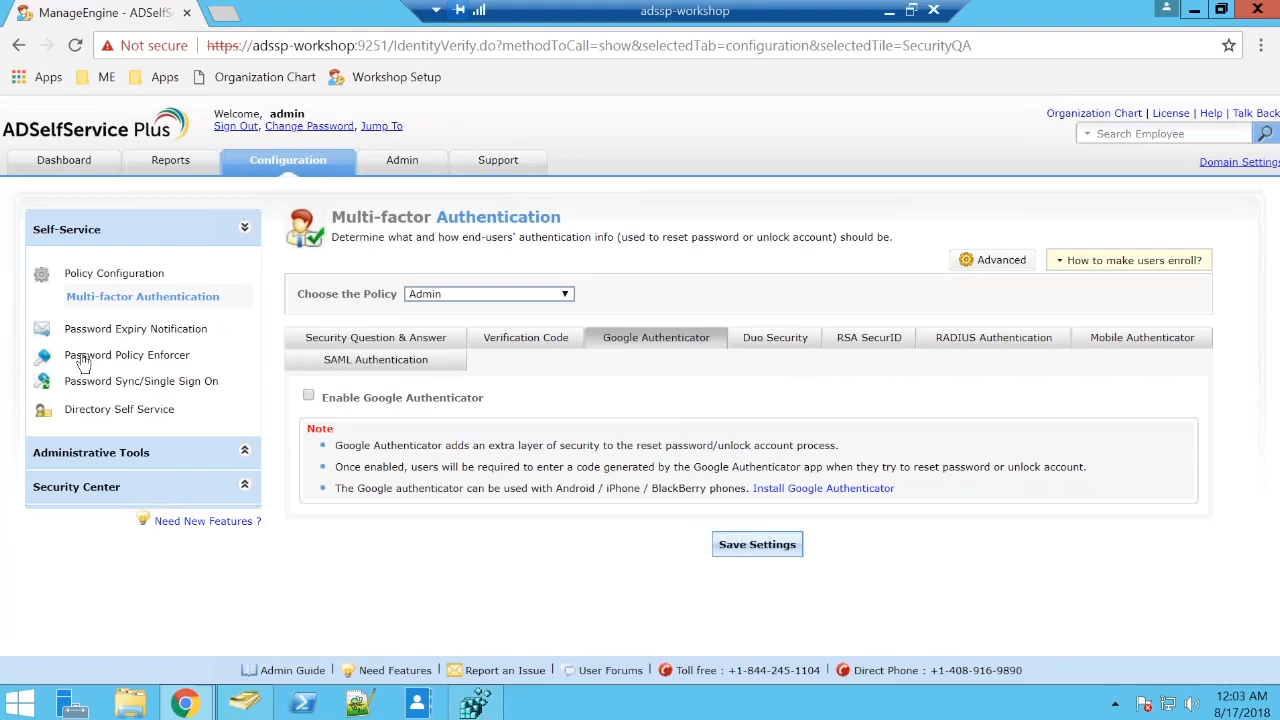 adssp-workshop
ManageEngine - ADSelfS
Not secure https://adssp-workshop:9251/IdentityVerify.do?methodToCall=show&selectedTab=configuration&selectedTile=SecurityQA
Apps ME Apps Organization Chart Workshop Setup
ADSelfService Plus
Welcome, admin
Sign Out, Change Password, Jump To
Organization Chart | License | Help | Talk Back
Search Employee
Dashboard Reports Configuration Admin Support
Domain Settings
Self-Service
Policy Configuration
Multi-factor Authentication
Password Expiry Notification
Password Policy Enforcer
Password Sync/Single Sign On
Directory Self Service
Administrative Tools
Security Center
Need New Features ?
Multi-factor Authentication
Determine what and how end-users' authentication info (used to reset password or unlock account) should be.
Advanced How to make users enroll?
Choose the Policy Admin
Security Question & Answer Verification Code Google Authenticator Duo Security RSA SecurID RADIUS Authentication Mobile Authenticator
SAML Authentication
Enable Google Authenticator
Note
Google Authenticator adds an extra layer of security to the reset password/unlock account process.
Once enabled, users will be required to enter a code generated by the Google Authenticator app when they try to reset password or unlock account.
The Google authenticator can be used with Android / iPhone / BlackBerry phones. Install Google Authenticator
Save Settings
Admin Guide | Need Features | Report an Issue | User Forums | Toll free : +1-844-245-1104 | Direct Phone : +1-408-916-9890
12:03 AM
8/17/2018